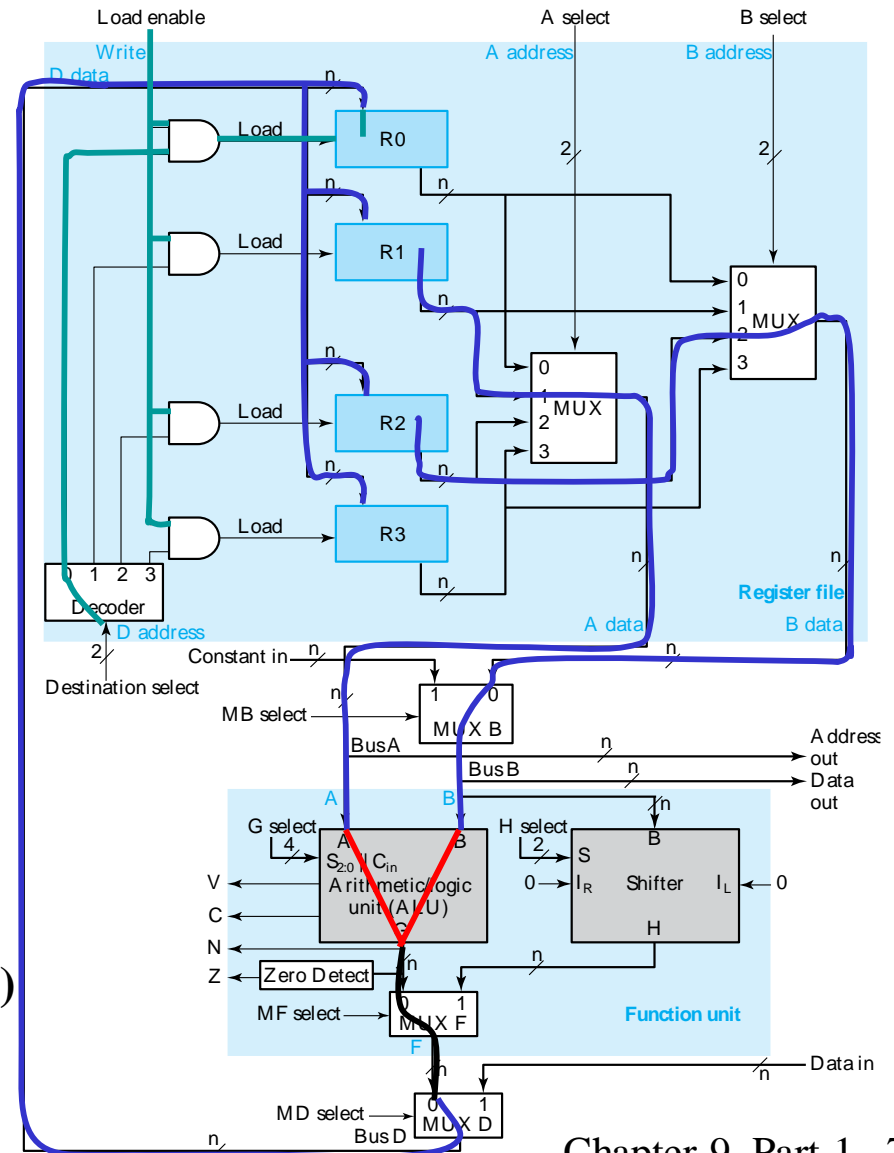 Load enable
A select
B select
Write
A address
B address
D data
n
Load
R0
2
2
n
n
n
Load
R1
0
1
MUX
2
3
n
n
0
1
MUX
2
3
Load
R2
n
n
Load
R3
n
n
n
0 1 2 3
Decoder
Register file
D address
A data
B data
2
Constant in
n
n
Destination select
n
1 0
MB select
MUX B
Bus A
n
Address
out
Bus B
n
Data
out
A
B
n
G select
4
A
B
H select
2
B
S2:0 || Cin
S
V
Arithmetic/logic
unit (ALU)
0
IR
Shifter
IL
0
C
G
H
N
n
n
Z
Zero Detect
)
0 1
MF select
MUX F
Function unit
F
n
n
Data in
0 1
MD select
MUX D
n
Bus D
Chapter 9 Part 1 7